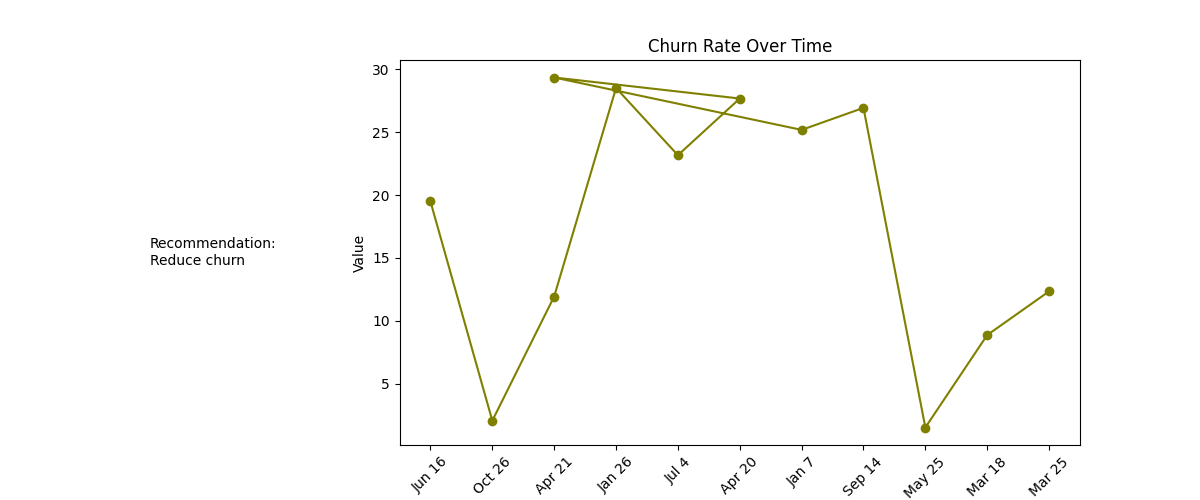 Churn Rate Over Time
Recommendation:
Reduce churn
Value
30
25
20
15
10
5
Jun 16
Oct 26
Apr 21
Jan 26
Jul 4
Apr 20
Jan 7
Sep 14
May 25
Mar 18
Mar 25